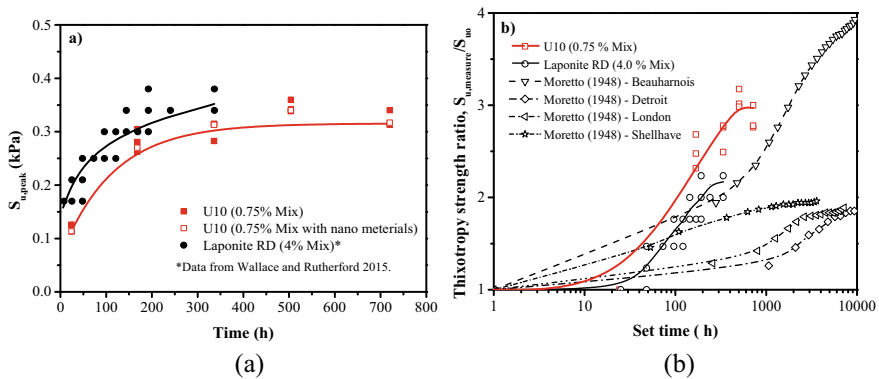 a)
0.5
0.4
0.3
0.2
0.1
0.0
S_{u,peak} (kPa)
U10 (0.75% Mix)
U10 (0.75% Mix with nano meterials)
Laponite RD (4% Mix)*
*Data from Wallace and Rutherford 2015.
0 100 200 300 400 500 600 700 800
Time (h)
(a)
b)
4
3
2
1
Thixotropy strength ratio, S_{u,measure}/S_{uo}
U10 (0.75 % Mix)
Laponite RD (4.0 % Mix)
Moretto (1948) - Beauharnois
Moretto (1948) - Detroit
Moretto (1948) - London
Moretto (1948) - Shellhave
1 10 100 1000 10000
Set time ( h)
(b)